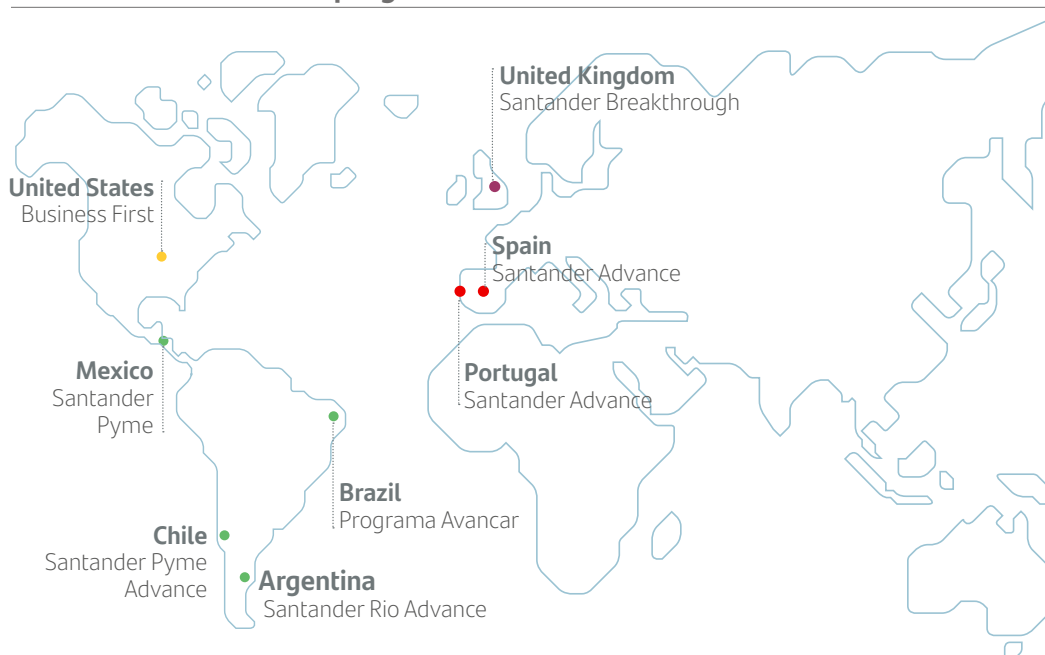 United Kingdom
Santander Breakthrough
United States
Business First
Spain
Santander Advance
Mexico
Santander
Pyme
Portugal
Santander Advance
Brazil
Programa Avancar
Chile
Santander Pyme
Advance
Argentina
Santander Rio Advance